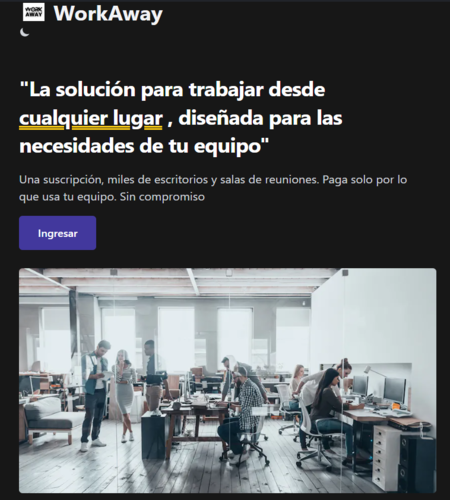 WORK
AWAY
WorkAway
"La solución para trabajar desde
cualquier lugar , diseñada para las
necesidades de tu equipo"
Una suscripción, miles de escritorios y salas de reuniones. Paga solo por lo
que usa tu equipo. Sin compromiso
Ingresar